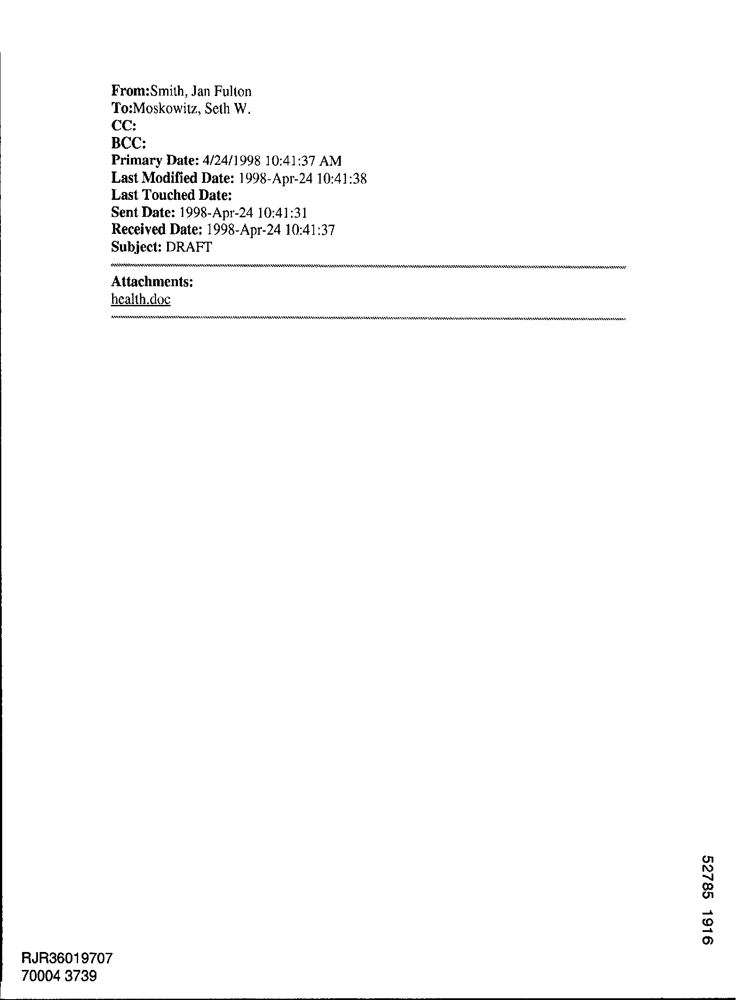 From:Smith, Jan Fulton
To:Moskowitz, Seth W.
CC:
BCC:
Primary Date: 4/24/1998 10:41:37 AM
Last Modified Date: 1998-Apr-24 10:41:38
Last Touched Date:
Sent Date: 1998-Apr-24 10:41:31
Received Date: 1998-Apr-24 10:41:37
Subject: DRAFT
Attachments:
health.doc
52785 1916
RJR36019707
70004 3739